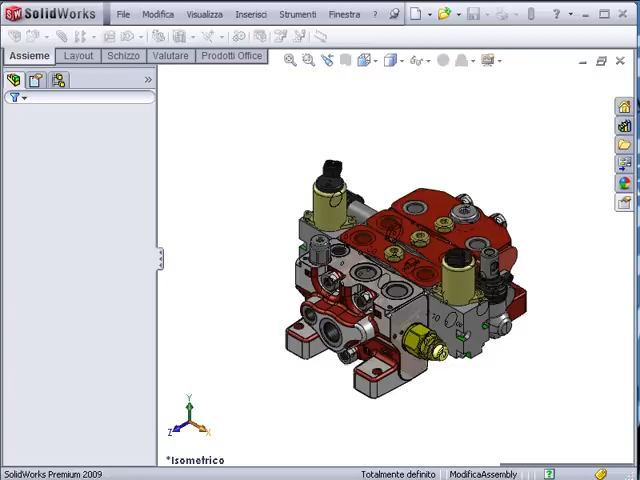 SolidWorks File Modifica Visualizza Inserisci Strumenti Finestra ?
Assieme Layout Schizzo Valutare Prodotti Office
Y
Z X
*Isometrico
SolidWorks Premium 2009 Totalmente definito ModificaAssembly